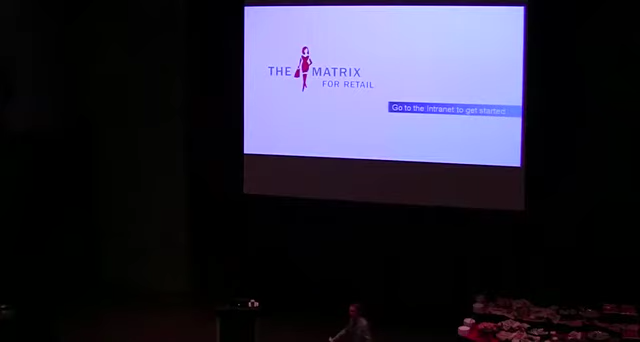 THE MATRIX
FOR RETAIL
Go to the Intranet to get started